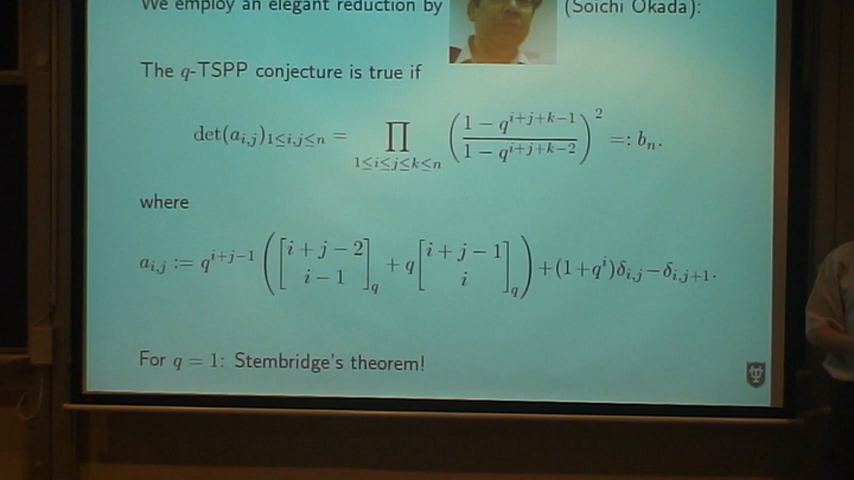 We employ an elegant reduction by (Soichi Okada):
The q-TSPP conjecture is true if
det(a_{i,j})_{1≤i,j≤n} = ∏_{1≤i≤j≤k≤n} ( (1 − q^{i+j+k−1}) / (1 − q^{i+j+k−2}) )^2 =: b_n.
where
a_{i,j} := q^{i+j−1} ( [i + j − 2 / i − 1]_q + q [i + j − 1 / i]_q ) + (1+q^i)δ_{i,j} − δ_{i,j+1}.
For q = 1: Stembridge's theorem!